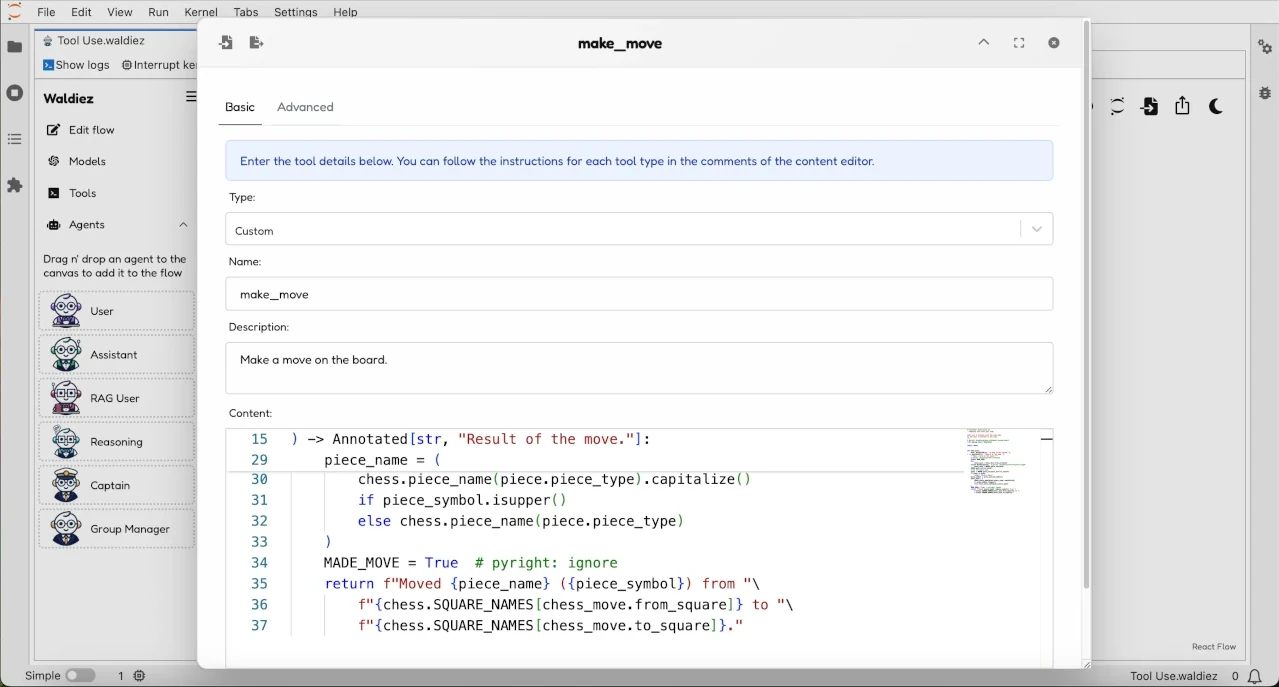 File Edit View Run Kernel Tabs Settings Help
Tool Use.waldiez
Show logs Interrupt ke
Waldiez
Edit flow
Models
Tools
Agents
Drag n' drop an agent to the
canvas to add it to the flow
User
Assistant
RAG User
Reasoning
Captain
Group Manager
make_move
Basic Advanced
Enter the tool details below. You can follow the instructions for each tool type in the comments of the content editor.
Type:
Custom
Name:
make_move
Description:
Make a move on the board.
Content:
15 ) -> Annotated[str, "Result of the move."]:
29 piece_name = (
30 chess.piece_name(piece.piece_type).capitalize()
31 if piece_symbol.isupper()
32 else chess.piece_name(piece.piece_type)
33 )
34 MADE_MOVE = True # pyright: ignore
35 return f"Moved {piece_name} ({piece_symbol}) from "\
36 f"{chess.SQUARE_NAMES[chess_move.from_square]} to "\
37 f"{chess.SQUARE_NAMES[chess_move.to_square]}."
React Flow
Simple 1 Tool Use.waldiez 0